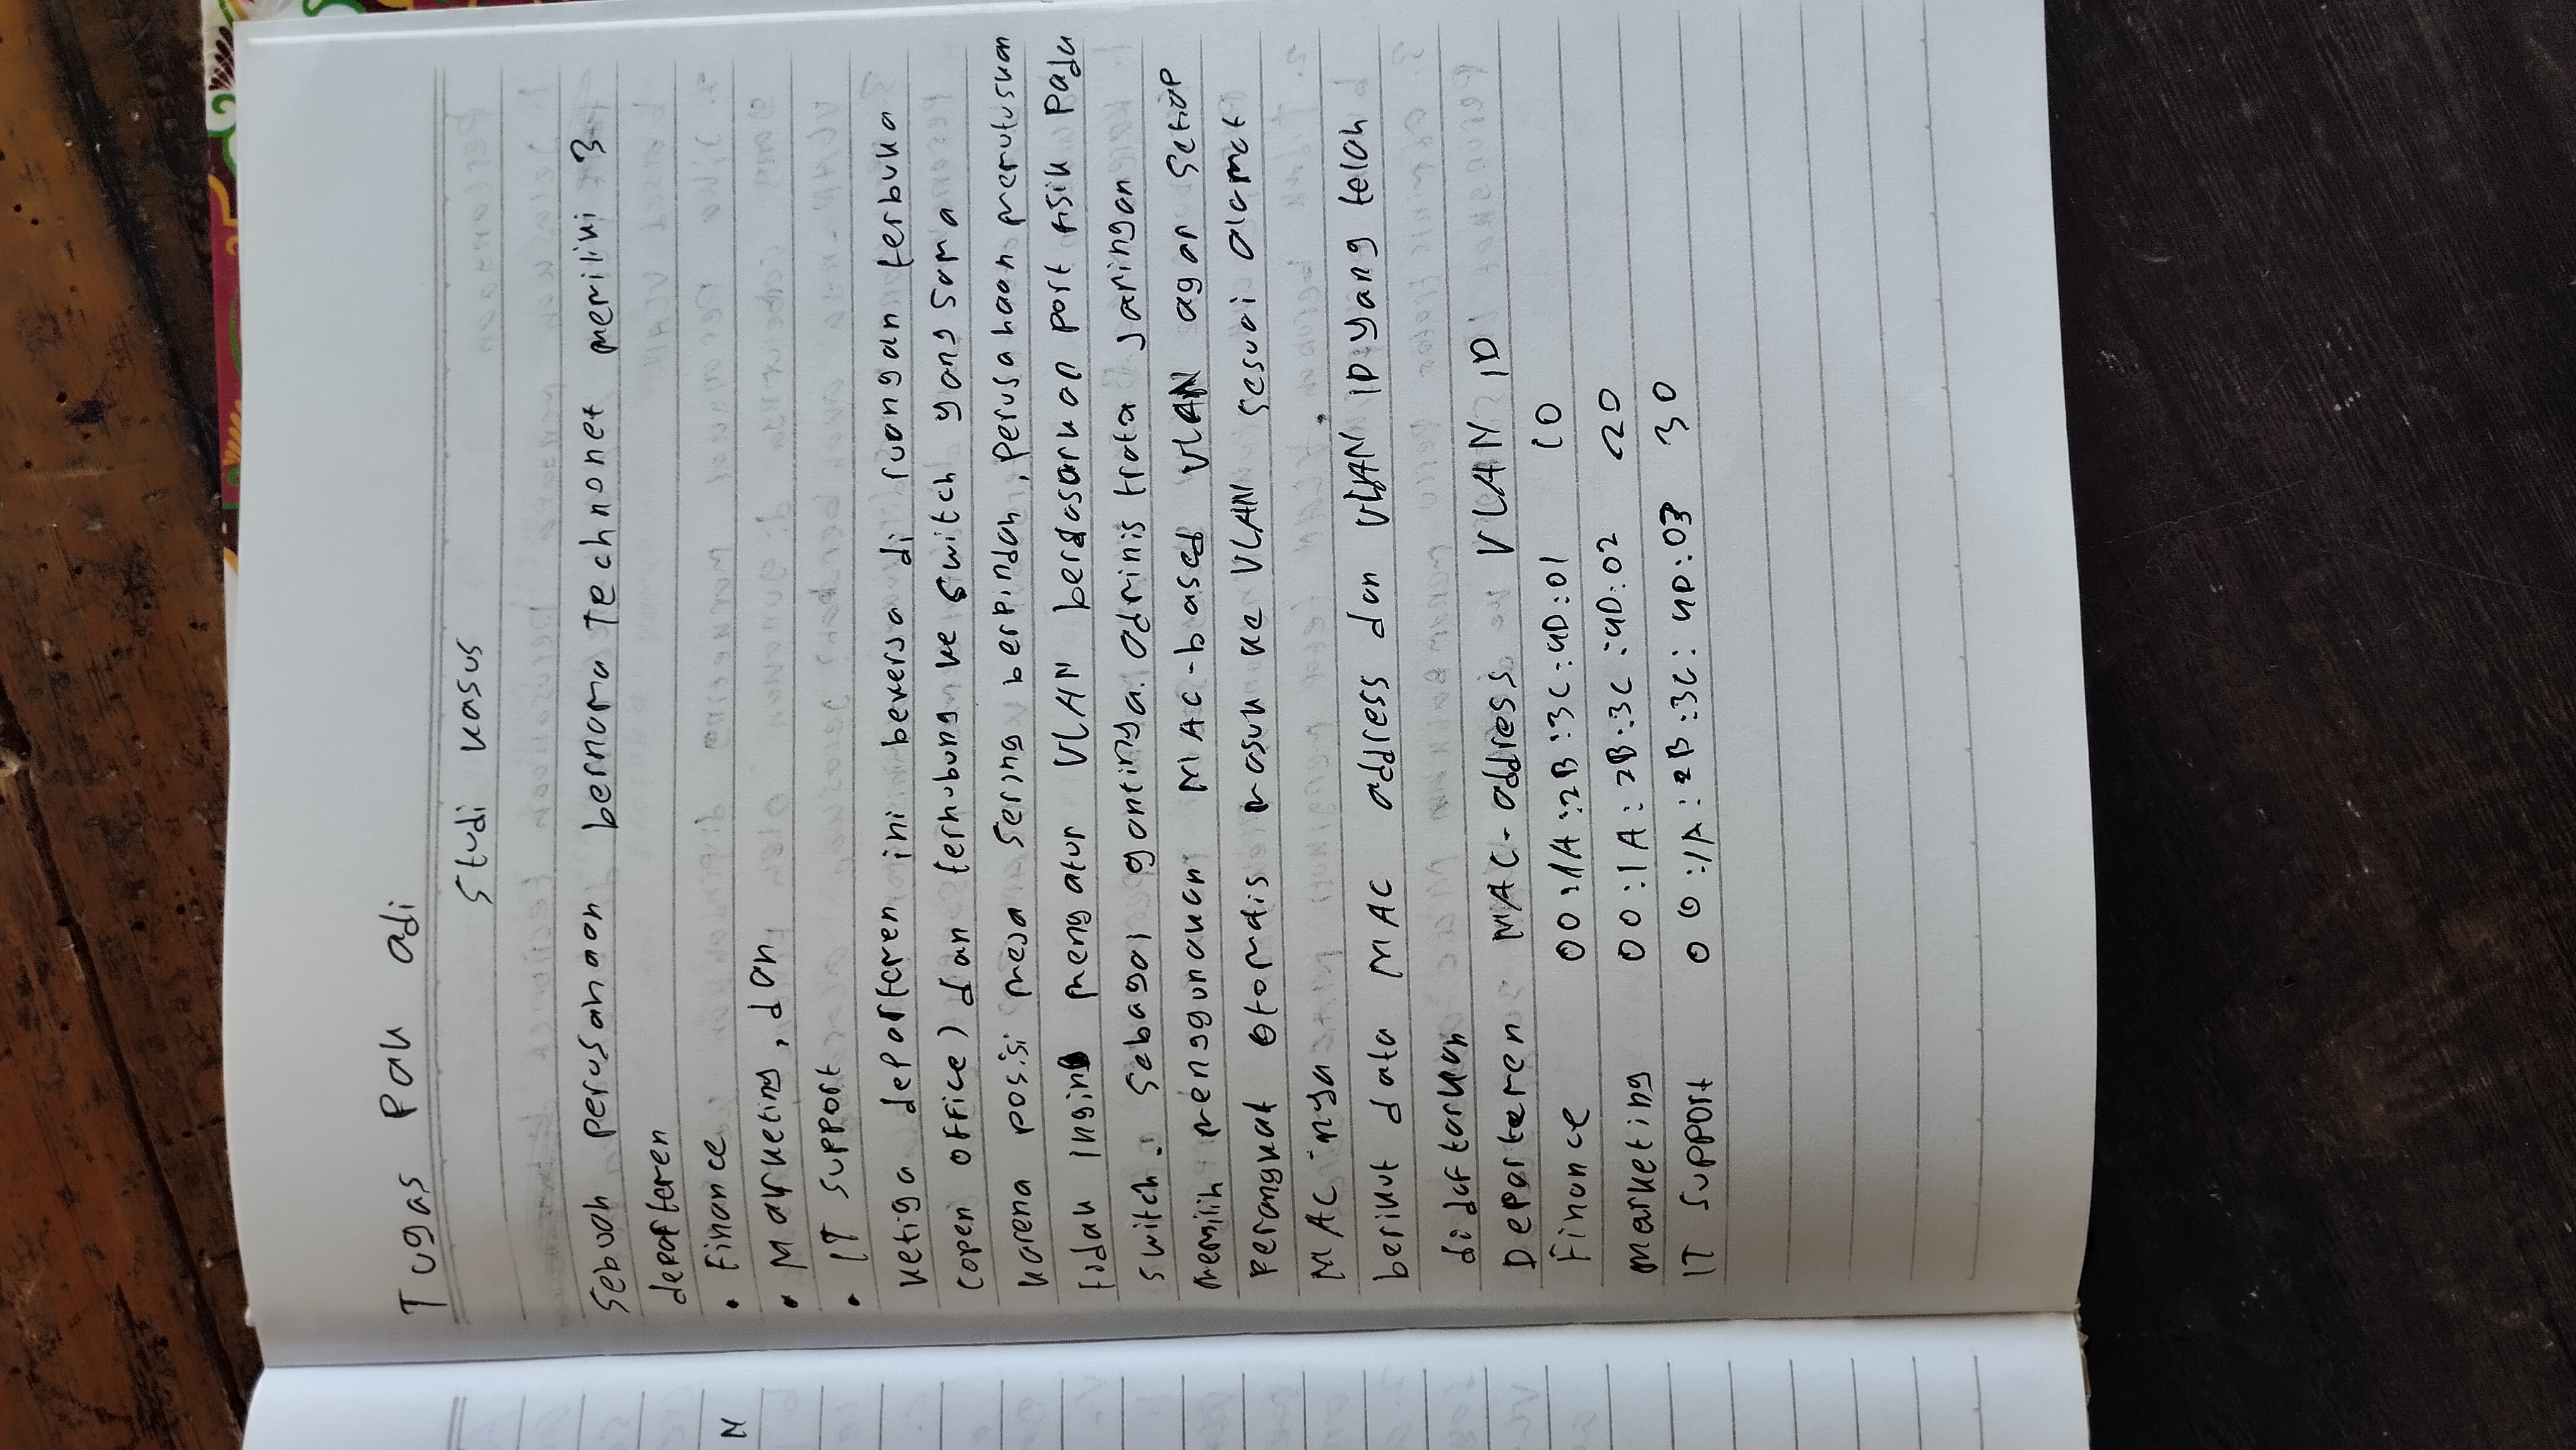 Tugas Pak adi
Studi kasus
Sebuah perusahaan bernama Technonet memiliki 3
departemen
• Finance
• Marketing, dan
• IT support
ketiga departemen ini bekerja di ruangan terbuka
(open office) dan terhubung ke switch yang sama
karena posisi meja sering berpindah, perusahaan memutuskan
tidak ingin mengatur VLAN berdasarkan port fisik pada
switch. Sebagai gantinya. adminis trata jaringan
memilih menggunakan MAC-based VLAN agar setiap
perangkat otomatis masuk ke VLAN sesuai alamat
MAC nya.
berikut data MAC address dan VLAN ID yang telah
di daftarkan
Departemen MAC-address VLAN ID
Finance 00:1A:2B:3C:4D:01 10
marketing 00:1A:2B:3C:4D:02 20
IT support 00:1A:2B:3C:4D:03 30
N